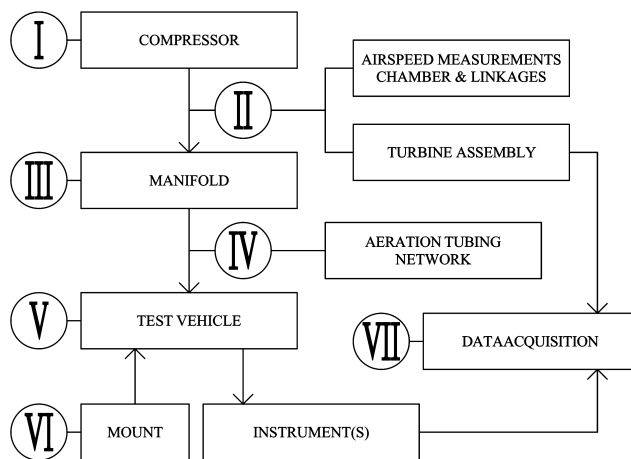 I
COMPRESSOR
AIRSPEED MEASUREMENTS
CHAMBER & LINKAGES
II
III
MANIFOLD
TURBINE ASSEMBLY
IV
AERATION TUBING
NETWORK
V
TEST VEHICLE
VII
DATAACQUISITION
VI
MOUNT
INSTRUMENT(S)